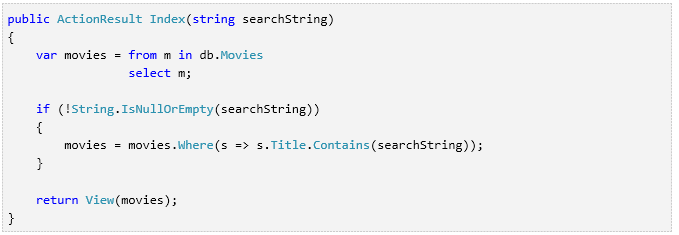 public ActionResult Index(string searchString)
{
    var movies = from m in db.Movies
                 select m;

    if (!String.IsNullOrEmpty(searchString))
    {
        movies = movies.Where(s => s.Title.Contains(searchString));
    }

    return View(movies);
}